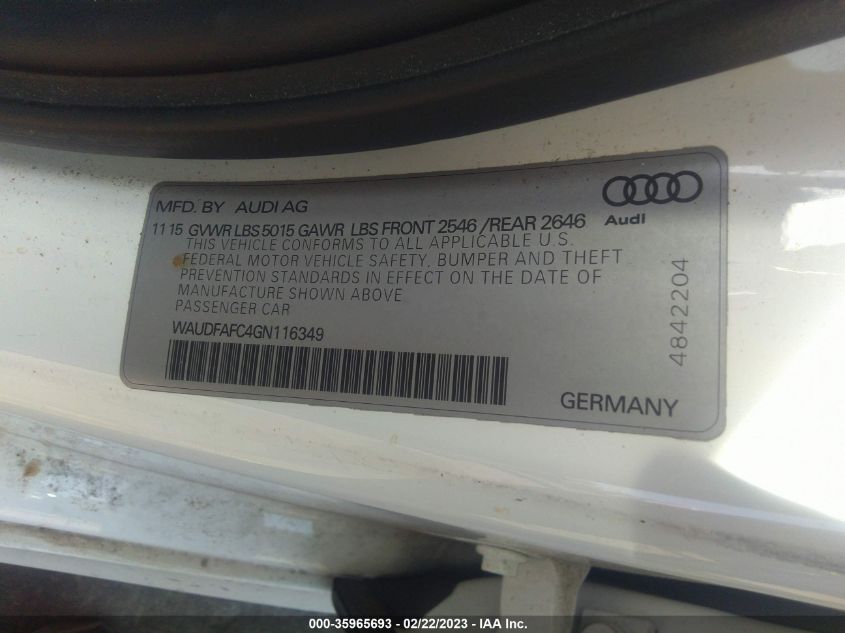 MFD. BY AUDI AG
11 15 GVWR LBS 5015 GAWR LBS FRONT 2546 /REAR 2646
Audi
THIS VEHICLE CONFORMS TO ALL APPLICABLE U.S.
FEDERAL MOTOR VEHICLE SAFETY, BUMPER AND THEFT
PREVENTION STANDARDS IN EFFECT ON THE DATE OF
MANUFACTURE SHOWN ABOVE
PASSENGER CAR
WAUDFAFC4GN116349
4842204
GERMANY
000-35965693 - 02/22/2023 - IAA Inc.